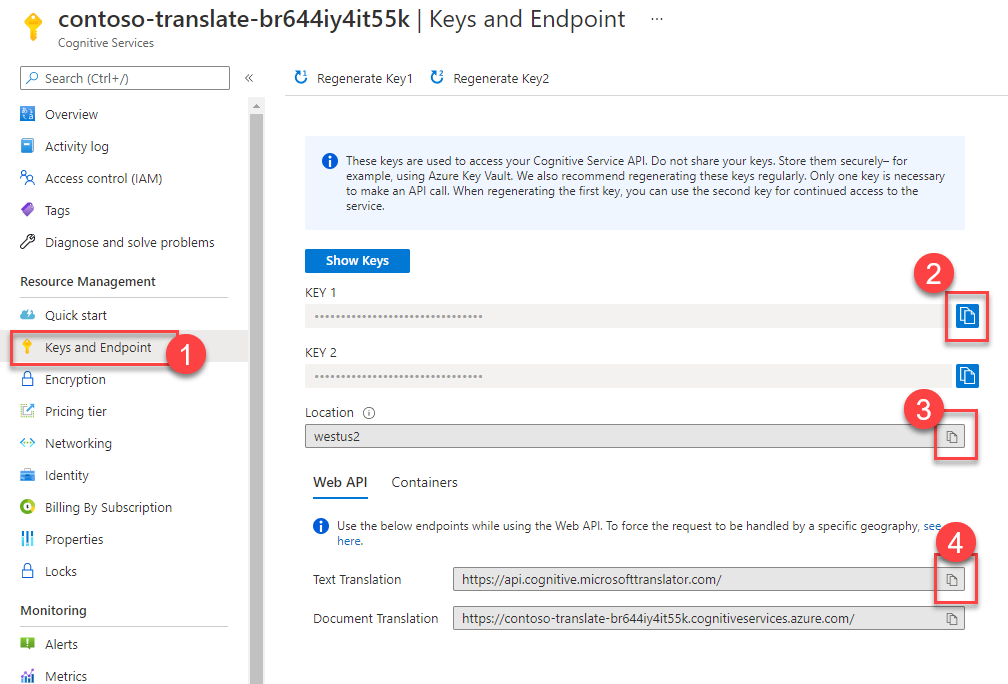 contoso-translate-br644iy4it55k | Keys and Endpoint ...
Cognitive Services
Search (Ctrl+/)
«
Overview
Activity log
Access control (IAM)
Tags
Diagnose and solve problems
Resource Management
Quick start
Keys and Endpoint
1
Encryption
Pricing tier
Networking
Identity
Billing By Subscription
Properties
Locks
Monitoring
Alerts
Metrics
Regenerate Key1
Regenerate Key2
These keys are used to access your Cognitive Service API. Do not share your keys. Store them securely– for
example, using Azure Key Vault. We also recommend regenerating these keys regularly. Only one key is necessary
to make an API call. When regenerating the first key, you can use the second key for continued access to the
service.
Show Keys
2
KEY 1
••••••••••••••••••••••••••••••••
KEY 2
••••••••••••••••••••••••••••••••
3
Location
westus2
Web API
Containers
Use the below endpoints while using the Web API. To force the request to be handled by a specific geography, see
here.
4
Text Translation
https://api.cognitive.microsofttranslator.com/
Document Translation
https://contoso-translate-br644iy4it55k.cognitiveservices.azure.com/